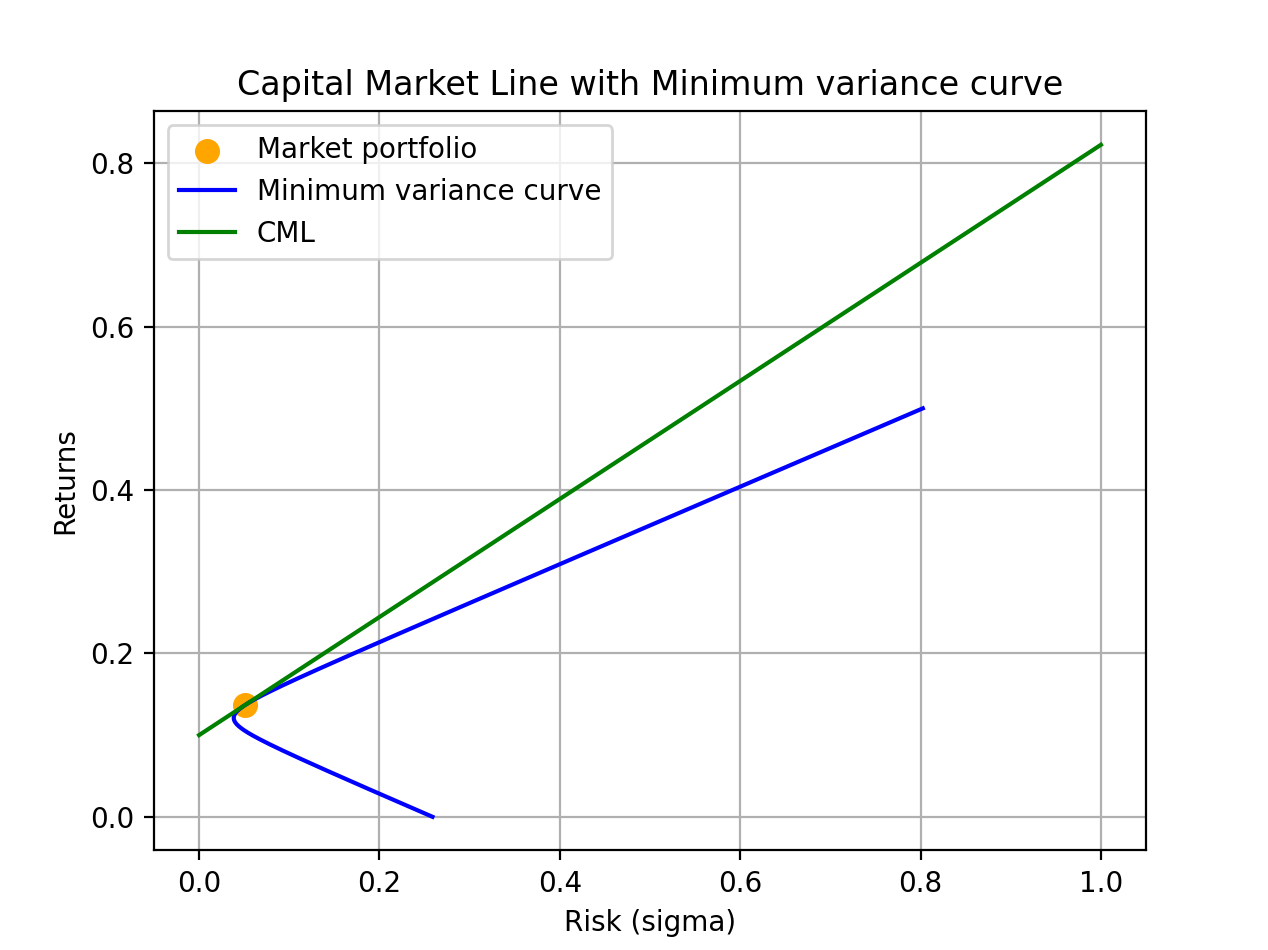 Capital Market Line with Minimum variance curve
Market portfolio
Minimum variance curve
CML
Returns
0.8
0.6
0.4
0.2
0.0
0.0 0.2 0.4 0.6 0.8 1.0
Risk (sigma)